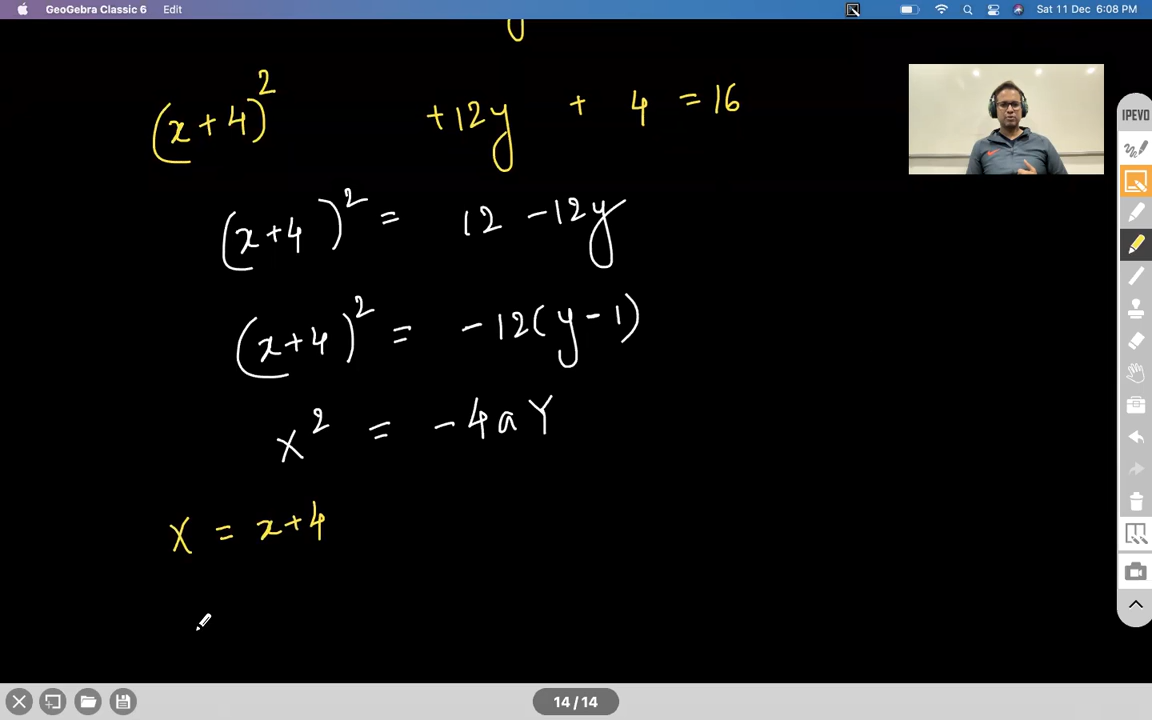 GeoGebra Classic 6 Edit Sat 11 Dec 6:08 PM
IPEVO
(x+4)² +12y + 4 = 16
(x+4)² = 12 -12y
(x+4)² = -12(y-1)
X² = -4aY
X = x+4
14/14